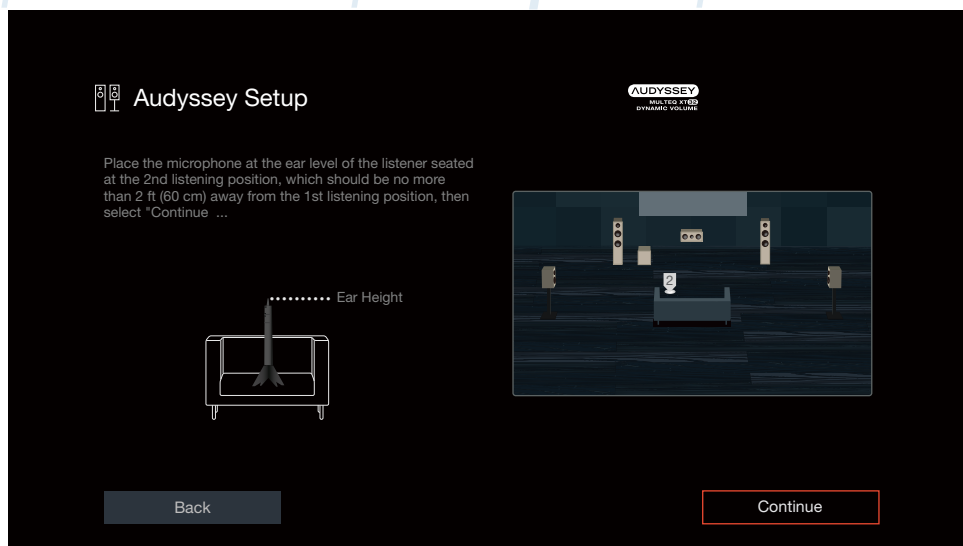 Audyssey Setup
AUDYSSEY
MULTEQ XT32
DYNAMIC VOLUME
Place the microphone at the ear level of the listener seated
at the 2nd listening position, which should be no more
than 2 ft (60 cm) away from the 1st listening position, then
select "Continue ...
2
Ear Height
Back
Continue